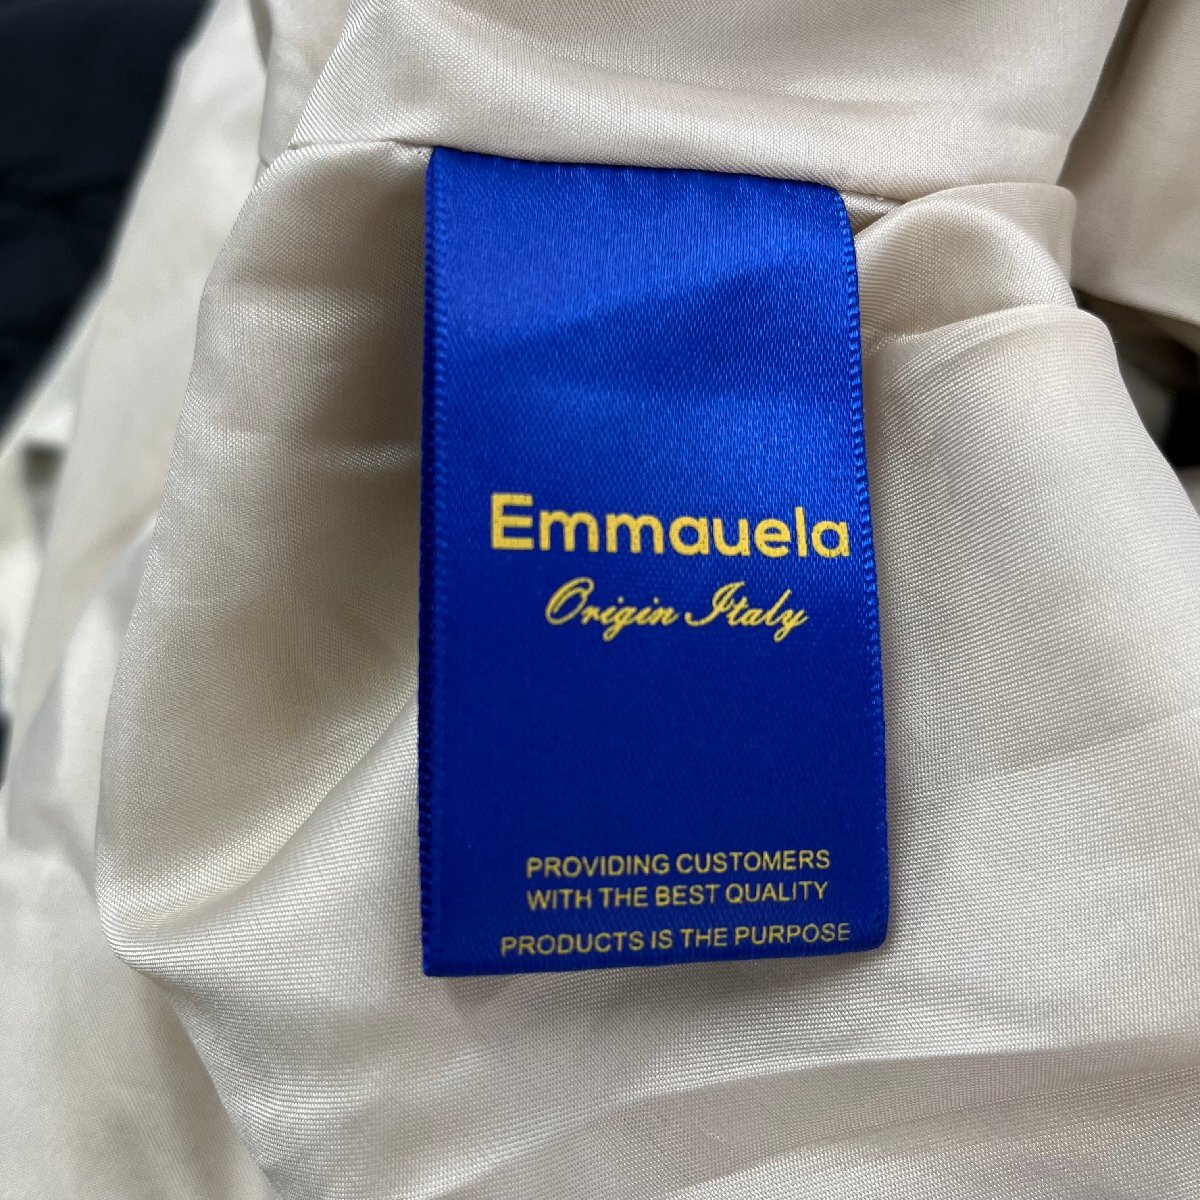 Emmauela
Origin Italy
PROVIDING CUSTOMERS
WITH THE BEST QUALITY
PRODUCTS IS THE PURPOSE